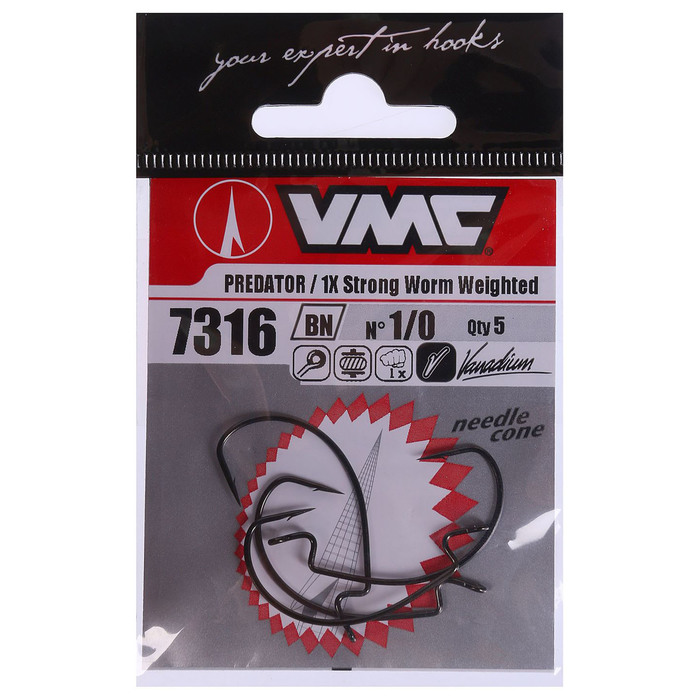 your expert in hooks
VMC®
PREDATOR / 1X Strong Worm Weighted
7316 BN N° 1/0 Qty 5
1x Vanadium
needle
cone